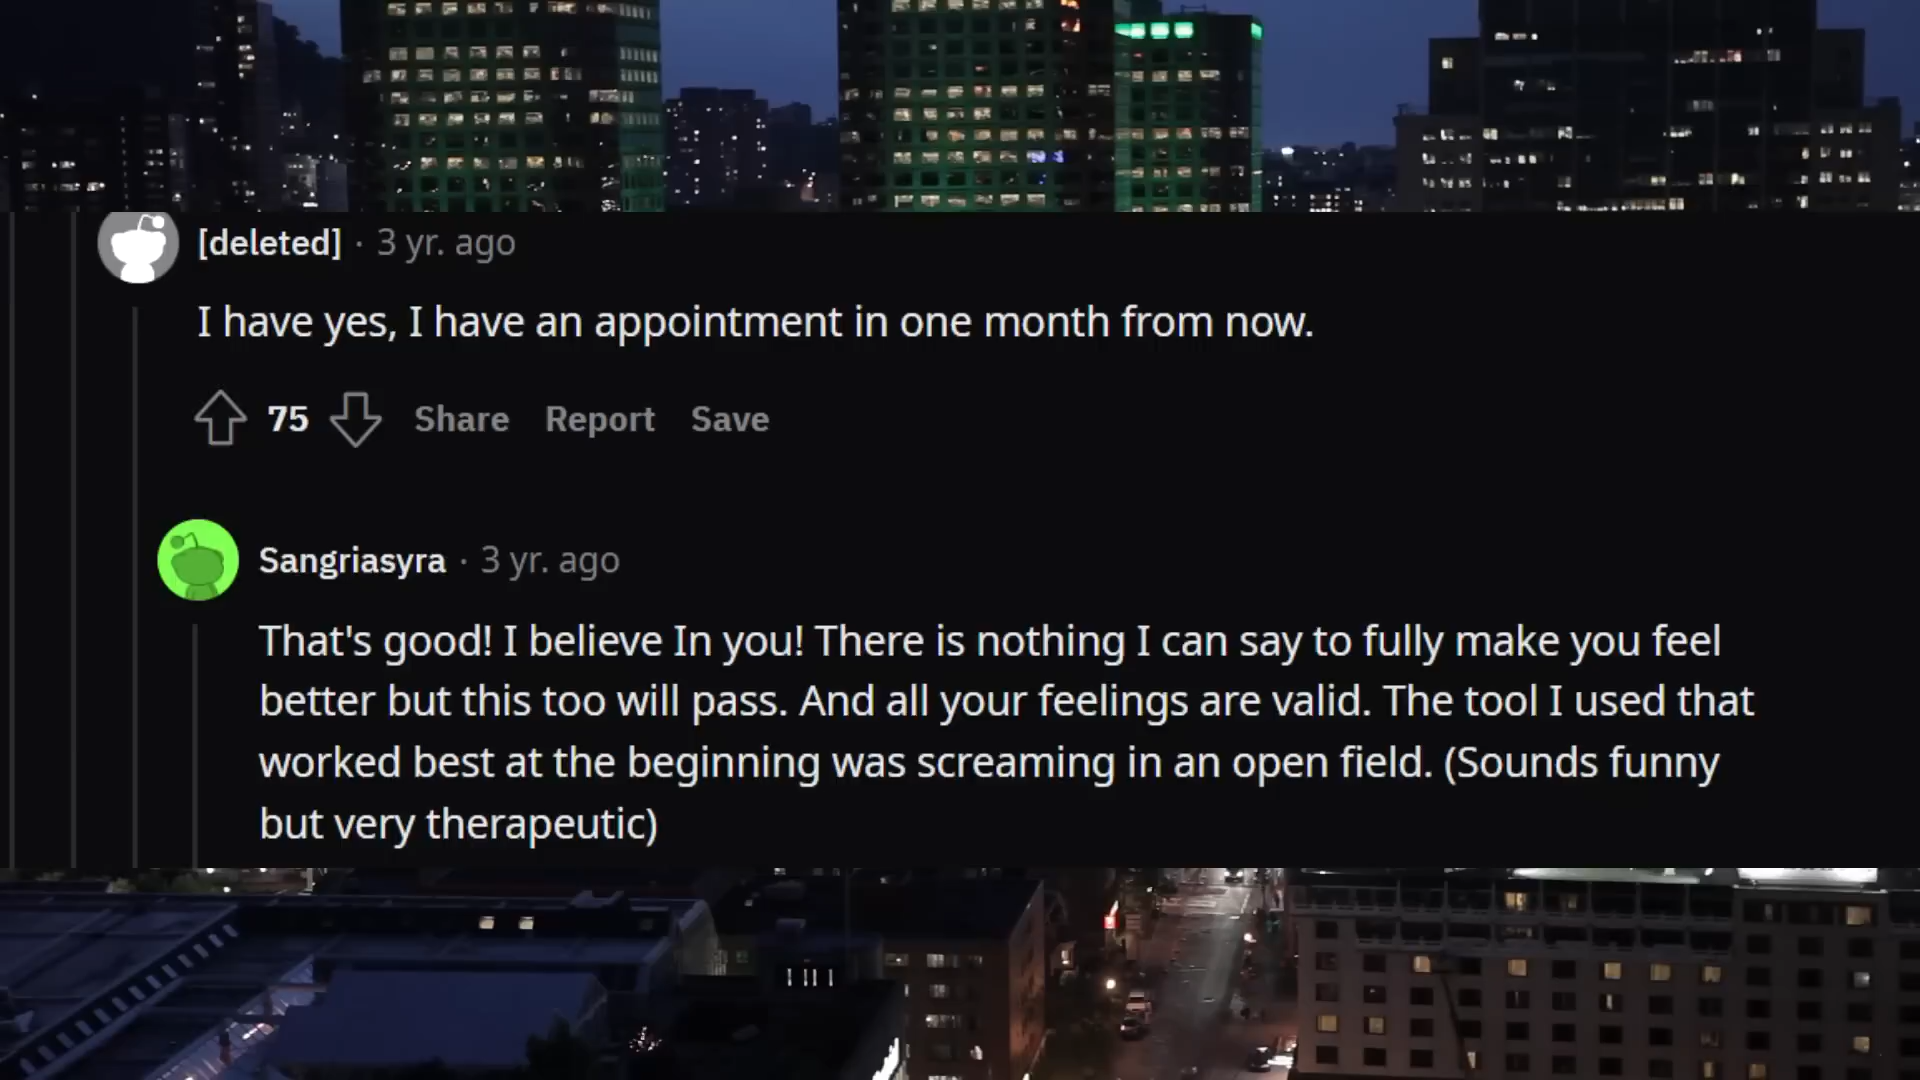 [deleted] · 3 yr. ago
I have yes, I have an appointment in one month from now.
75 Share Report Save
Sangriasyra · 3 yr. ago
That's good! I believe In you! There is nothing I can say to fully make you feel
better but this too will pass. And all your feelings are valid. The tool I used that
worked best at the beginning was screaming in an open field. (Sounds funny
but very therapeutic)